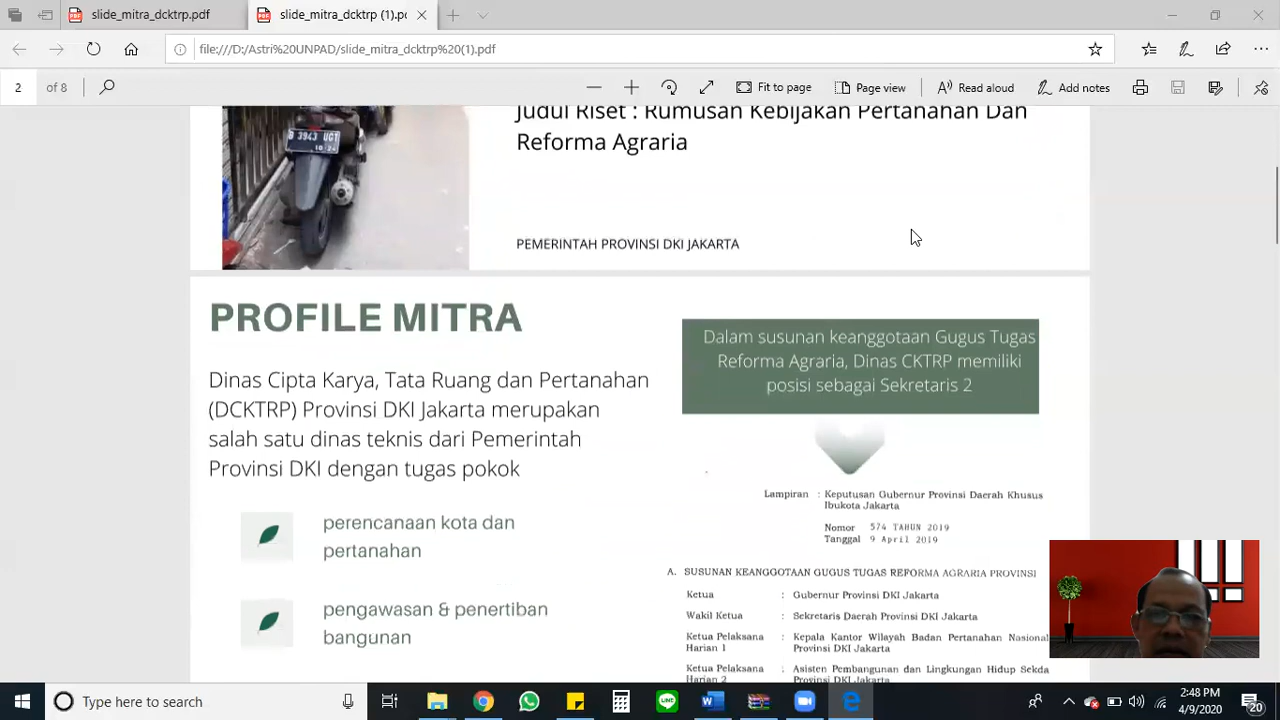 slide_mitra_dcktrp.pdf
slide_mitra_dcktrp (1).pdf
file:///D:/Astri%20UNPAD/slide_mitra_dcktrp%20(1).pdf
2 of 8
Fit to page
Page view
Read aloud
Add notes
Judul Riset : Rumusan Kebijakan Pertanahan Dan
Reforma Agraria
B 3943 UCT
PEMERINTAH PROVINSI DKI JAKARTA
PROFILE MITRA
Dinas Cipta Karya, Tata Ruang dan Pertanahan
(DCKTRP) Provinsi DKI Jakarta merupakan
salah satu dinas teknis dari Pemerintah
Provinsi DKI dengan tugas pokok
perencanaan kota dan
pertanahan
pengawasan & penertiban
bangunan
Dalam susunan keanggotaan Gugus Tugas
Reforma Agraria, Dinas CKTRP memiliki
posisi sebagai Sekretaris 2
Lampiran : Keputusan Gubernur Provinsi Daerah Khusus
Ibukota Jakarta
Nomor 574 TAHUN 2019
Tanggal 9 April 2019
A. SUSUNAN KEANGGOTAAN GUGUS TUGAS REFORMA AGRARIA PROVINSI
Ketua : Gubernur Provinsi DKI Jakarta
Wakil Ketua : Sekretaris Daerah Provinsi DKI Jakarta
Ketua Pelaksana : Kepala Kantor Wilayah Badan Pertanahan Nasional
Harian 1 Provinsi DKI Jakarta
Ketua Pelaksana : Asisten Pembangunan dan Lingkungan Hidup Sekda
Harian 2 Provinsi DKI Jakarta
Type here to search
2:48 PM
4/9/2020
20